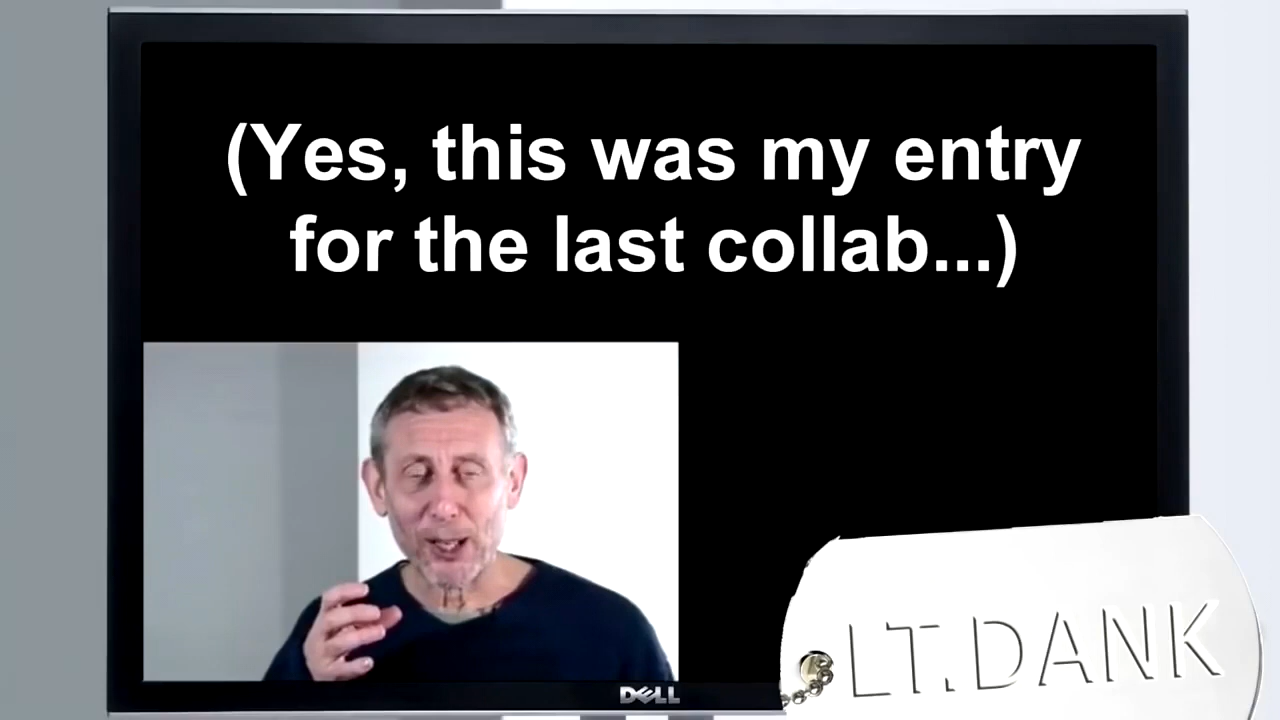 (Yes, this was my entry
for the last collab...)
DELL
LT.DANK